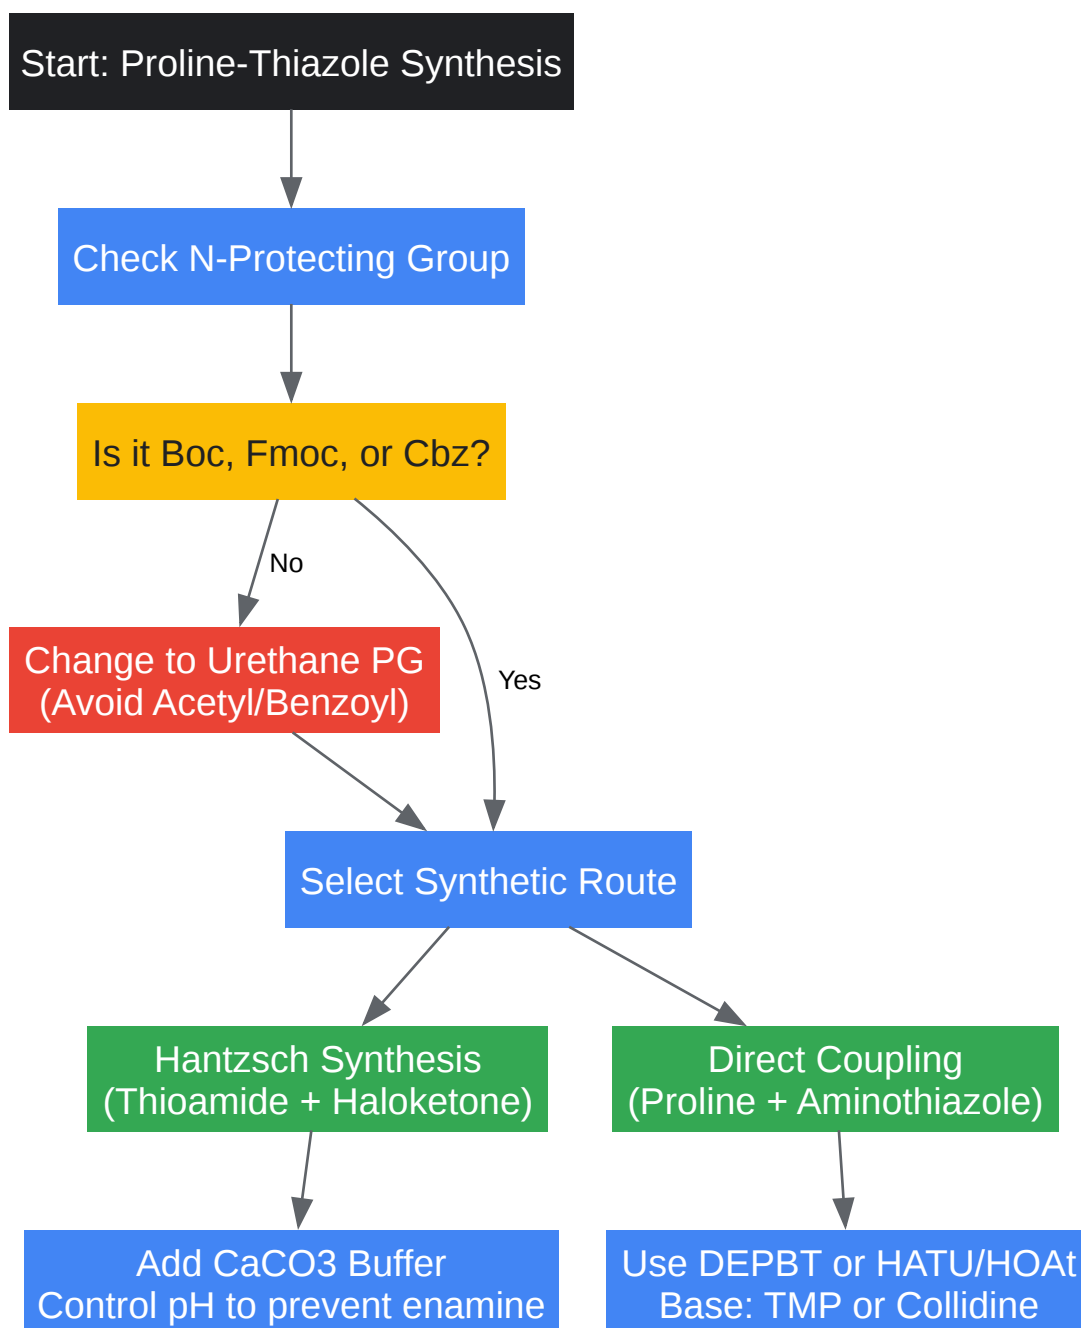 Start: Proline-Thiazole Synthesis
Check N-Protecting Group
Is it Boc, Fmoc, or Cbz?
No
Change to Urethane PG
(Avoid Acetyl/Benzoyl)
Yes
Select Synthetic Route
Hantzsch Synthesis
(Thioamide + Haloketone)
Direct Coupling
(Proline + Aminothiazole)
Add CaCO3 Buffer
Control pH to prevent enamine
Use DEPBT or HATU/HOAt
Base: TMP or Collidine